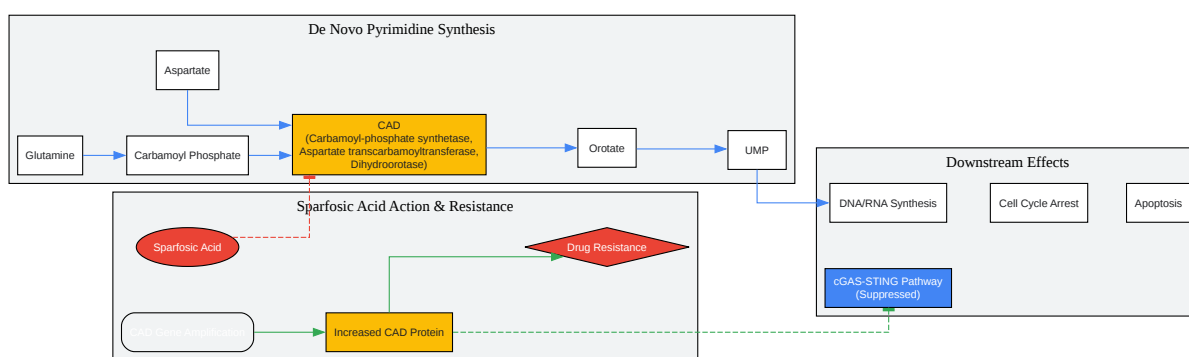 De Novo Pyrimidine Synthesis
Aspartate
Glutamine
Carbamoyl Phosphate
CAD
(Carbamoyl-phosphate synthetase,
Aspartate transcarbamoyltransferase,
Dihydroorotase)
Orotate
UMP
Sparfosic Acid Action & Resistance
Sparfosic Acid
Drug Resistance
CAD Gene Amplification
Increased CAD Protein
Downstream Effects
DNA/RNA Synthesis
Cell Cycle Arrest
Apoptosis
cGAS-STING Pathway
(Suppressed)